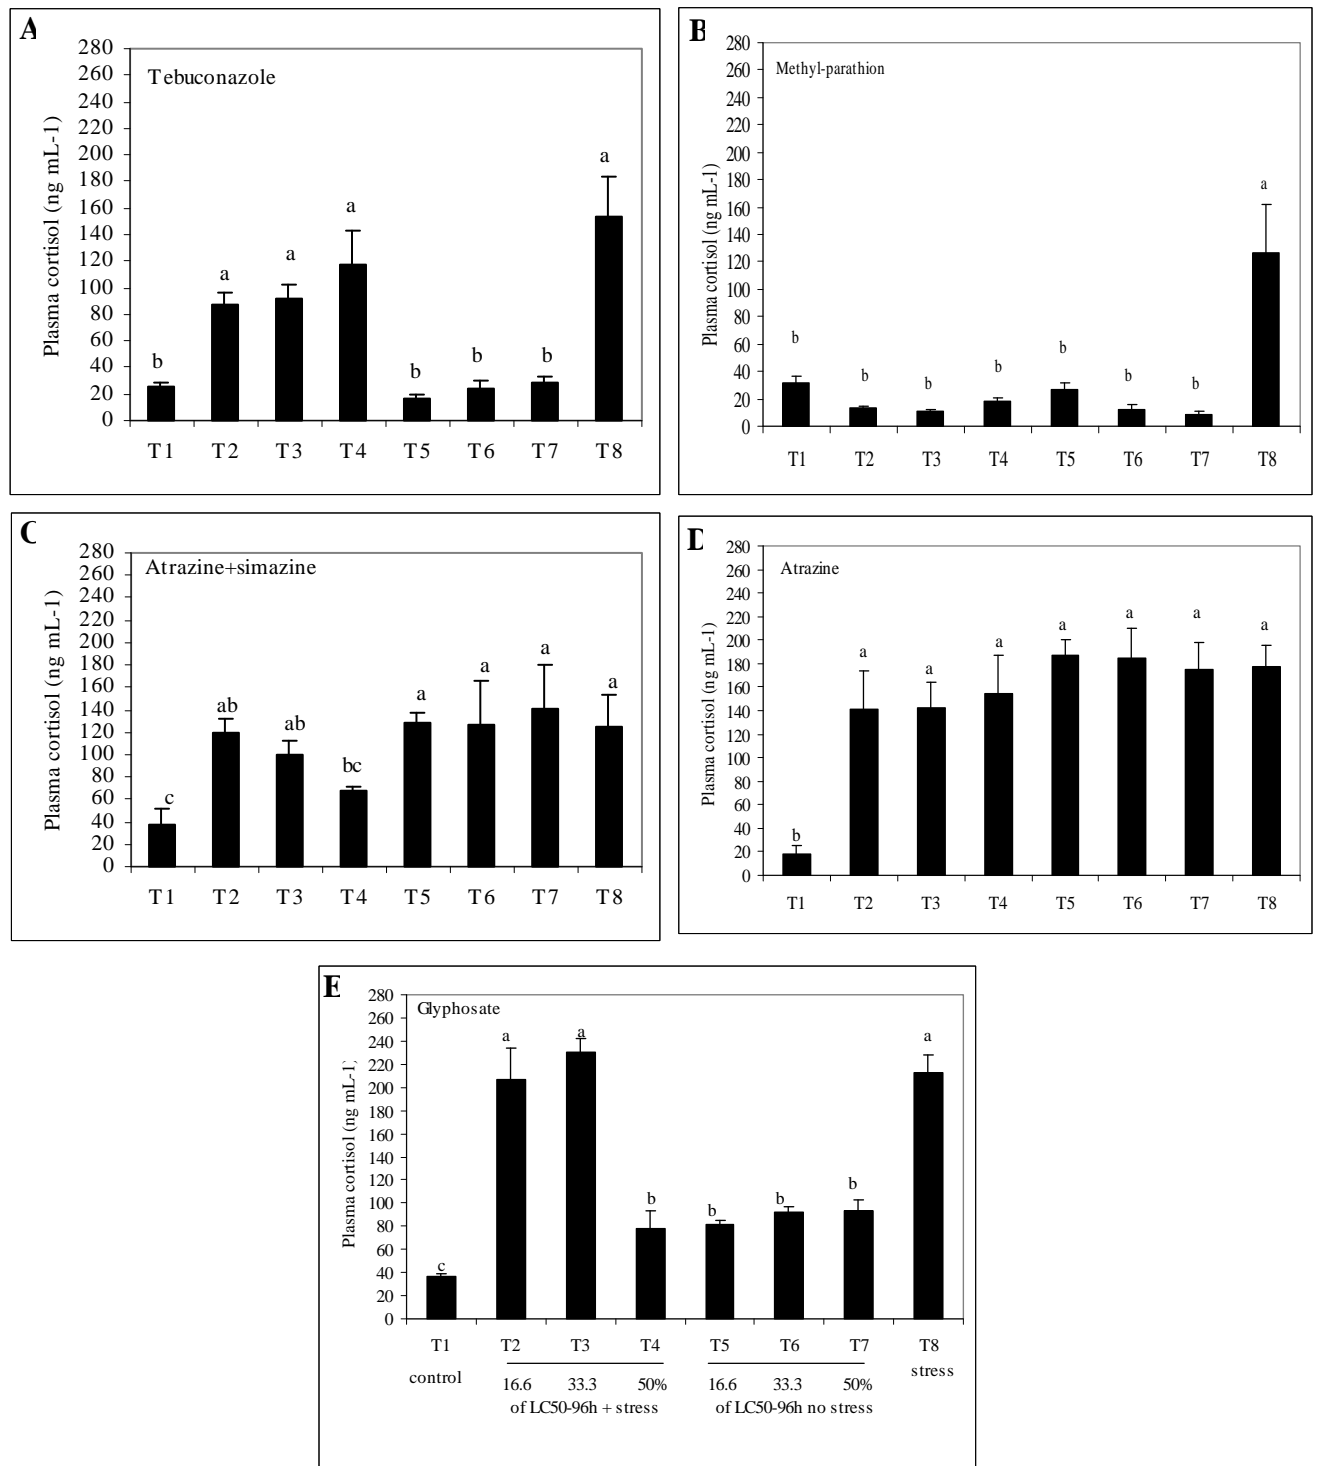 A
Tebuconazole
Plasma cortisol (ng mL-1)
280
260
240
220
200
180
160
140
120
100
80
60
40
20
0
b
a
a
a
b
b
b
a
T1 T2 T3 T4 T5 T6 T7 T8
B
Methyl-parathion
Plasma cortisol (ng mL-1)
280
260
240
220
200
180
160
140
120
100
80
60
40
20
0
b
b
b
b
b
b
b
a
T1 T2 T3 T4 T5 T6 T7 T8
C
Atrazine+simazine
Plasma cortisol (ng mL-1)
280
260
240
220
200
180
160
140
120
100
80
60
40
20
0
c
ab
ab
bc
a
a
a
a
T1 T2 T3 T4 T5 T6 T7 T8
D
Atrazine
Plasma cortisol (ng mL-1)
280
260
240
220
200
180
160
140
120
100
80
60
40
20
0
b
a
a
a
a
a
a
a
T1 T2 T3 T4 T5 T6 T7 T8
E
Glyphosate
Plasma cortisol (ng mL-1)
280
260
240
220
200
180
160
140
120
100
80
60
40
20
0
c
a
a
b
b
b
b
a
T1 T2 T3 T4 T5 T6 T7 T8
control stress
16.6 33.3 50% 16.6 33.3 50%
of LC50-96h + stress of LC50-96h no stress